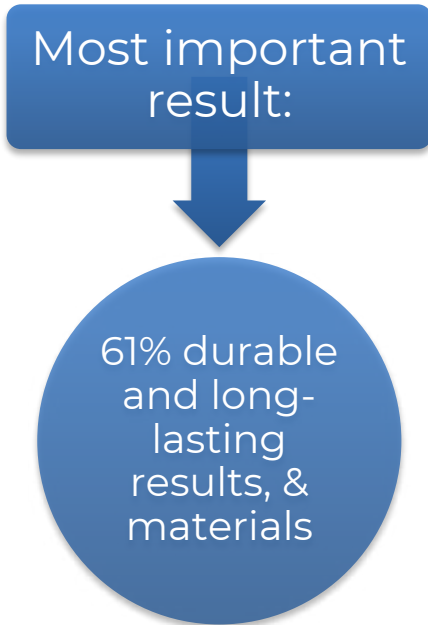 Most important
result:
61% durable
and long-
lasting
results, &
materials